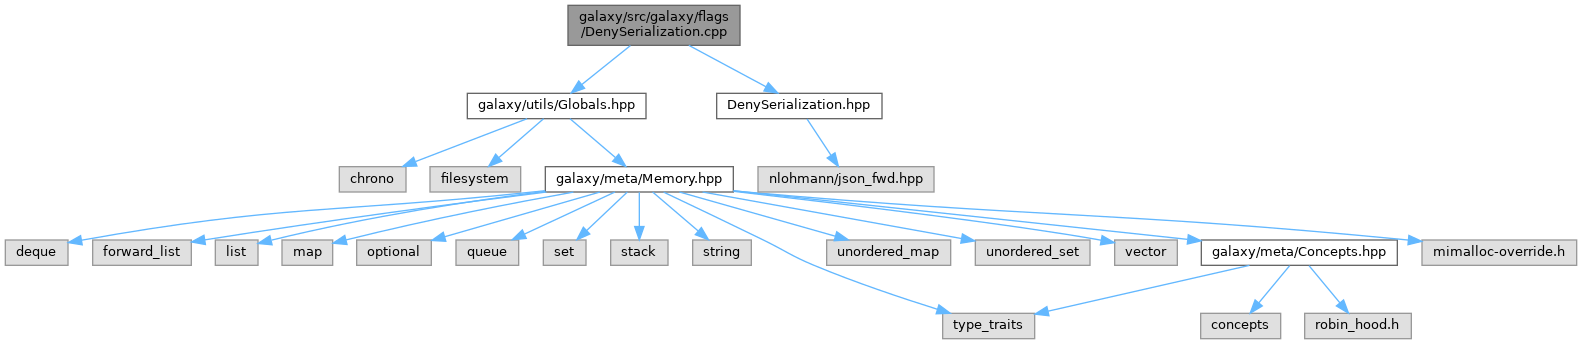 galaxy/src/galaxy/flags
/DenySerialization.cpp
galaxy/utils/Globals.hpp
DenySerialization.hpp
chrono
filesystem
galaxy/meta/Memory.hpp
nlohmann/json_fwd.hpp
deque
forward_list
list
map
optional
queue
set
stack
string
unordered_map
unordered_set
vector
galaxy/meta/Concepts.hpp
mimalloc-override.h
type_traits
concepts
robin_hood.h